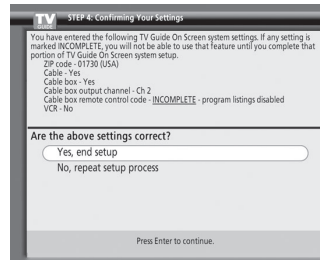 TV
GUIDE
STEP 4: Confirming Your Settings
You have entered the following TV Guide On Screen system settings. If any setting is
marked INCOMPLETE, you will not be able to use that feature until you complete that
portion of TV Guide On Screen system setup.
ZIP code - 01730 (USA)
Cable - Yes
Cable box - Yes
Cable box output channel - Ch 2
Cable box remote control code - INCOMPLETE - program listings disabled
VCR - No
Are the above settings correct?
Yes, end setup
No, repeat setup process
Press Enter to continue.